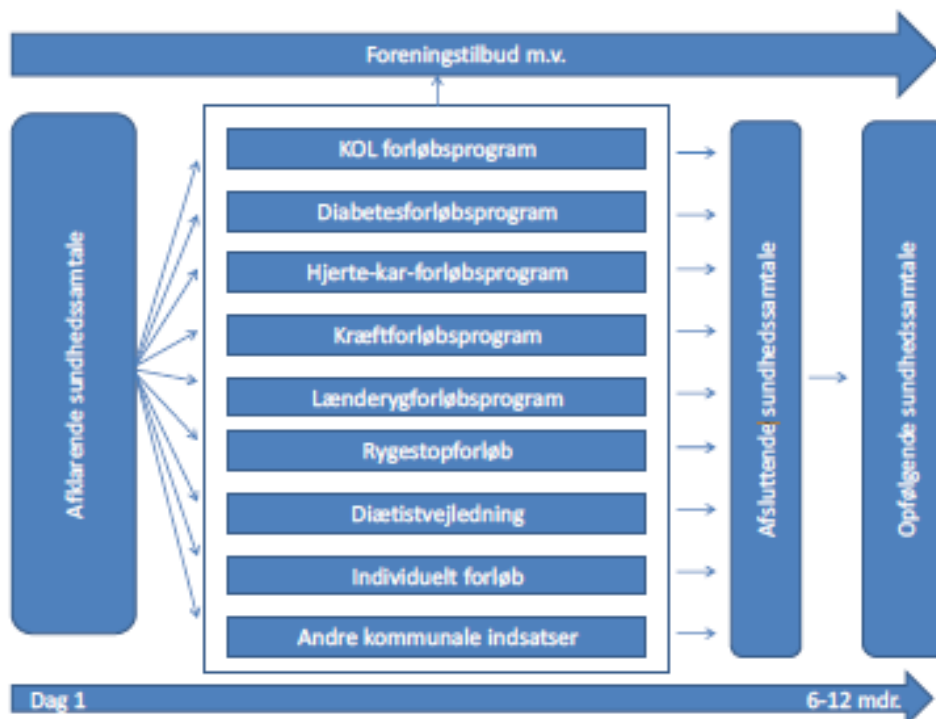 Foreningstilbud m.v.
Afklarende sundhedssamtale
KOL forløbsprogram
Diabetesforløbsprogram
Hjerte-kar-forløbsprogram
Kræftforløbsprogram
Lænderygforløbsprogram
Rygestopforløb
Diætistvejledning
Individuelt forløb
Andre kommunale indsatser
Afsluttende sundhedssamtale
Opfølgende sundhedssamtale
Dag 1
6-12 mdr.